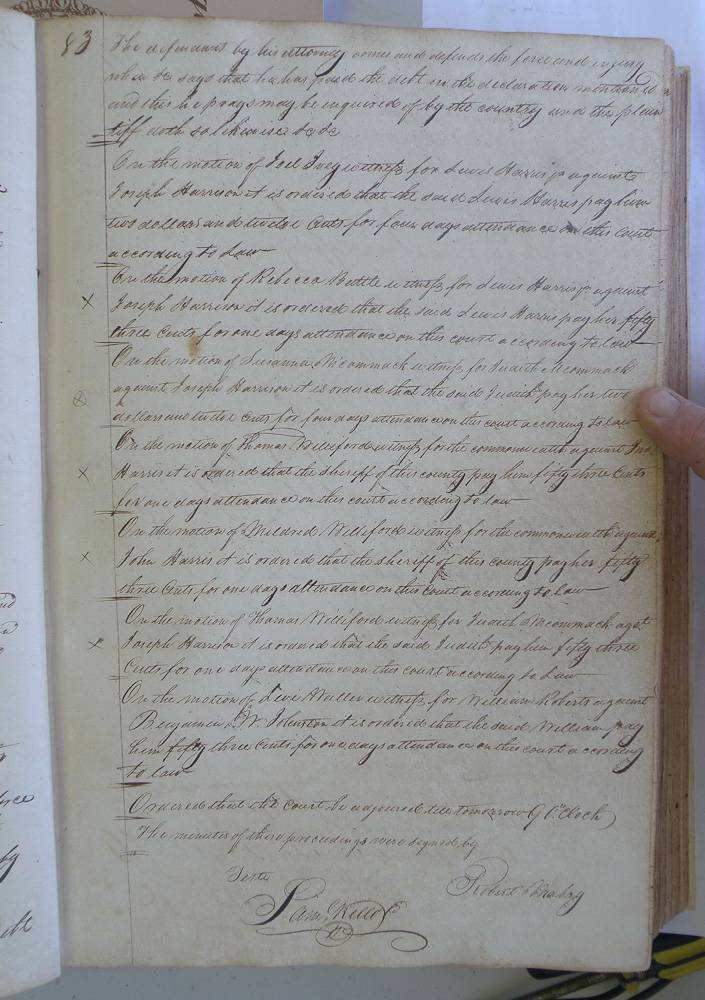 83
The defendant by his attorney comes and defends the force and injury
when &c says that he has paid the debt in the declaration mentioned
and this he prays may be inquired of by the country and the plain
tiff doth so likewise &c &c
On the motion of Joel Ivey witness for Lewis Harris jr against
Joseph Harrison it is ordered that the said Lewis Harris pay him
two dollars and twelve Cents for four days attendance on this Court
according to Law
On the motion of Rebecca Battle witness for Lewis Harris jr against
X Joseph Harrison it is ordered that the said Lewis Harris pay her fifty
three Cents for one days attendance on this court according to law
On the motion of Susanna McCommack witness for Judith McCommack
against Joseph Harrison it is ordered that the said Judith pay her two
dollars and twelve Cents for four days attendance on this court according to law
On the motion of Thomas Williford witness for the commonwealth against Jno.
X Harris it is ordered that the sheriff of this county pay him fifty three Cents
for one days attendance on this court according to law
On the motion of Mildred Williford witness for the commonwealth against
X John Harris it is ordered that the sheriff of this county pay her fifty
three Cents for one days attendance on this Court according to law
On the motion of Thomas Williford witness for Judith McCommack agst
X Joseph Harrison it is ordered that the said Judith pay him fifty three
Cents for one days attendance on this court according to Law
On the motion of Levi Waller witness for William Roberts against
Benjamin W. Johnston it is ordered that the said William pay
him fifty three Cents for one days attendance on this court according
to law
Ordered that the court be adjoured till tomorrow 9 OClock
The minutes of these proceedings were signed by
Teste
Robert
Saml Kello